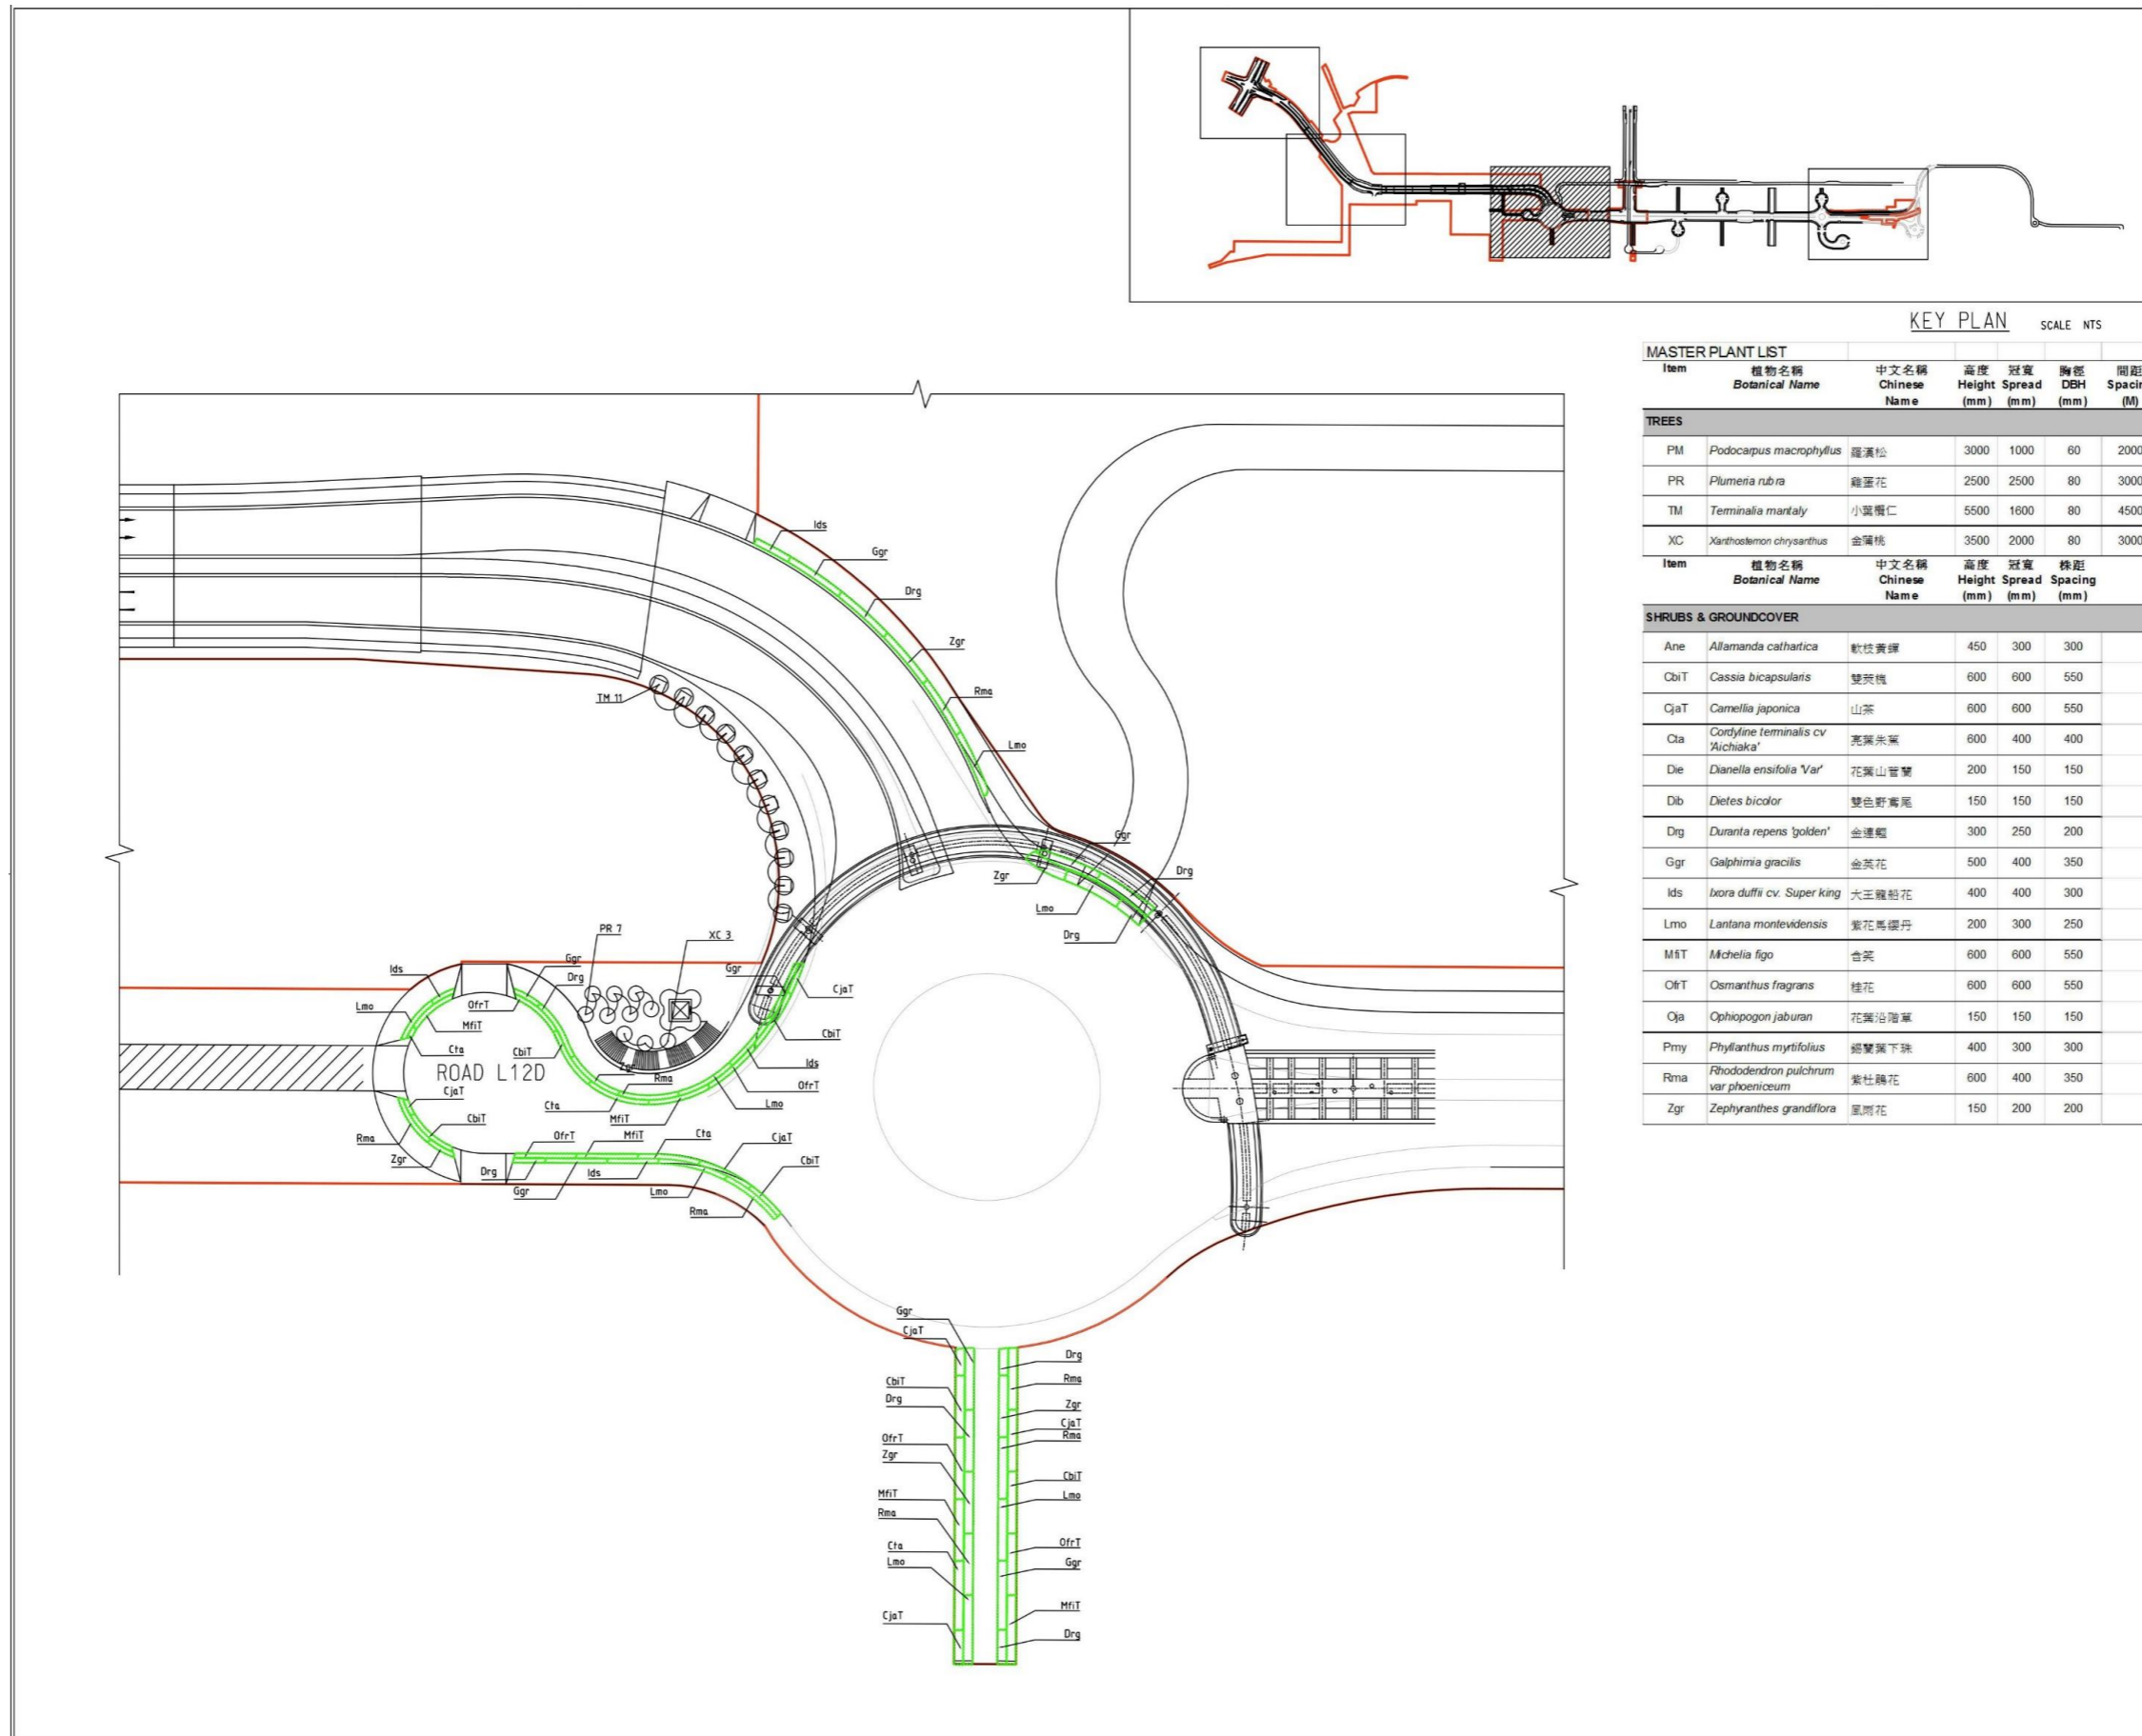 KEY PLAN SCALE NTS
MASTER PLANT LIST
Item 植物名稱 中文名稱 高度 冠寬 胸徑 間距
Botanical Name Chinese Height Spread DBH
Name (mm) (mm) (mm) (M)
TREES
PM Podocarpus macrophyllus 羅漢松 3000 1000 60 2000
PR Plumeria rubra 雞蛋花 2500 2500 80 3000
TM Terminalia mantaly 小葉欖仁 5500 1600 80 4500
XC Xanthostemon chrysanthus 金蒲桃 3500 2000 80 3000
Item 植物名稱 中文名稱 高度 冠寬 株距
Botanical Name Chinese Height Spread Spacing
Name (mm) (mm) (mm)
SHRUBS & GROUNDCOVER
Ane Allamanda cathartica 軟枝黃蟬 450 300 300
CbiT Cassia bicapsularis 雙莢槐 600 600 550
CjaT Camellia japonica 山茶 600 600 550
Cta Cordyline terminalis cv 'Aichiaka' 亮葉朱蕉 600 400 400
Die Dianella ensifolia 'Var' 花葉山菅蘭 200 150 150
Dib Dietes bicolor 雙色野鳶尾 150 150 150
Drg Duranta repens 'golden' 金連翹 300 250 200
Ggr Galphimia gracilis 金英花 500 400 350
Ids Ixora duffii cv. Super king 大王龍船花 400 400 300
Lmo Lantana montevidensis 紫花馬纓丹 200 300 250
MfiT Michelia figo 含笑 600 600 550
OfrT Osmanthus fragrans 桂花 600 600 550
Oja Ophiopogon jaburan 花葉沿階草 150 150 150
Pmy Phyllanthus myrtifolius 錫蘭葉下珠 400 300 300
Rma Rhododendron pulchrum var phoeniceum 紫杜鵑花 600 400 350
Zgr Zephyranthes grandiflora 風雨花 150 200 200
Ids
Ggr
Drg
Zgr
Rma
TM 11
Lmo
Ggr
Zgr
Drg
Lmo
Drg
PR 7
XC 3
Ggr
Ids
Ggr
Drg
CjaT
Lmo
OfrT
MfiT
CbiT
Cta
CbiT
Ids
ROAD L12D
Zgr
Rma
OfrT
CjaT
Cta
Lmo
CbiT
MfiT
Rma
OfrT
MfiT
Cta
CjaT
Zgr
Drg
Ids
CbiT
Ggr
Lmo
Rma
Ggr
CjaT
Drg
CbiT
Rma
Drg
Zgr
CjaT
OfrT
Rma
Zgr
CbiT
MfiT
Lmo
Rma
Cta
OfrT
Lmo
Ggr
CjaT
MfiT
Drg